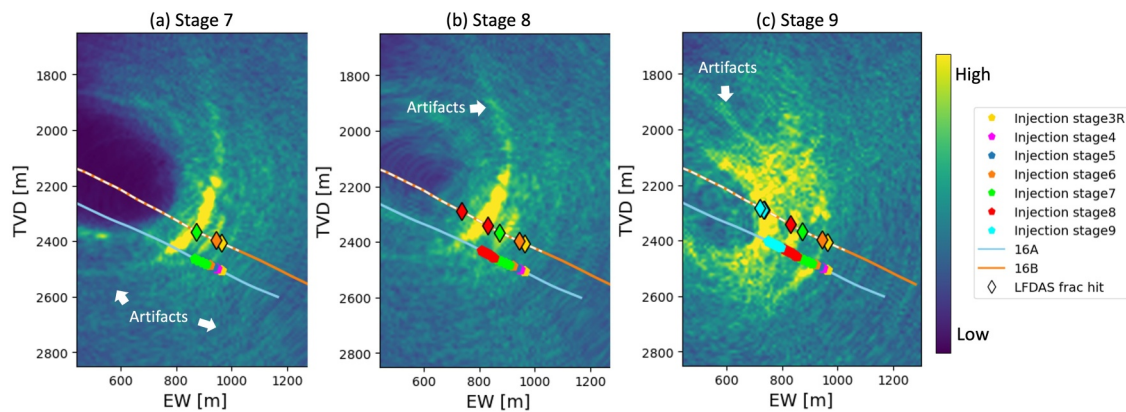 (a) Stage 7
(b) Stage 8
(c) Stage 9
TVD [m]
1800
2000
2200
2400
2600
2800
Artifacts
600
800
1000
1200
EW [m]
TVD [m]
1800
2000
2200
2400
2600
2800
Artifacts
600
800
1000
1200
EW [m]
TVD [m]
1800
2000
2200
2400
2600
2800
Artifacts
600
800
1000
1200
EW [m]
High
Low
Injection stage3R
Injection stage4
Injection stage5
Injection stage6
Injection stage7
Injection stage8
Injection stage9
16A
16B
LFDAS frac hit